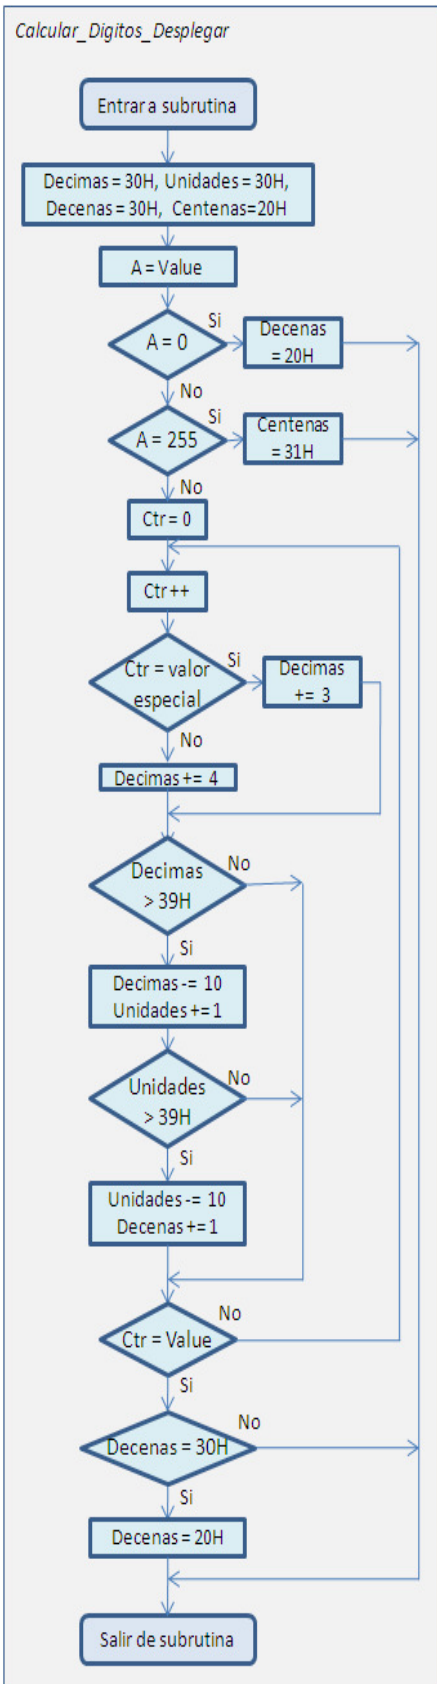 Calcular_Digitos_Desplegar
Entrar a subrutina
Decimas = 30H, Unidades = 30H,
Decenas = 30H, Centenas=20H
A = Value
A = 0
Si
Decenas
= 20H
No
A = 255
Si
Centenas
= 31H
No
Ctr = 0
Ctr ++
Ctr = valor
especial
Si
Decimas
+= 3
No
Decimas += 4
Decimas
> 39H
No
Si
Decimas -= 10
Unidades += 1
Unidades
> 39H
No
Si
Unidades -= 10
Decenas += 1
Ctr = Value
No
Si
Decenas = 30H
No
Si
Decenas = 20H
Salir de subrutina